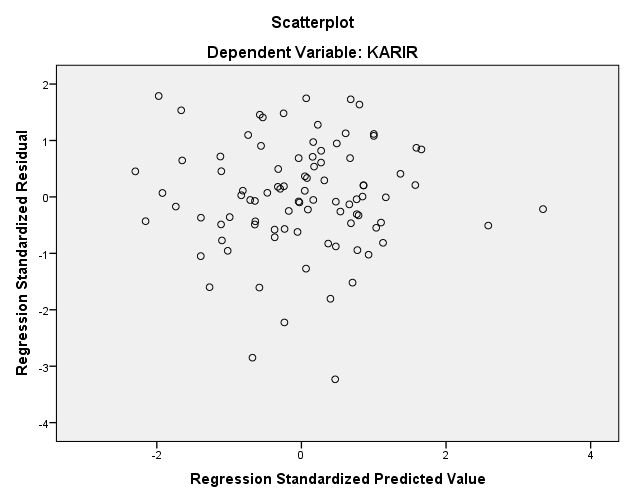 Scatterplot
Dependent Variable: KARIR
Regression Standardized Residual
2
1
0
-1
-2
-3
-4
-2
0
2
4
Regression Standardized Predicted Value